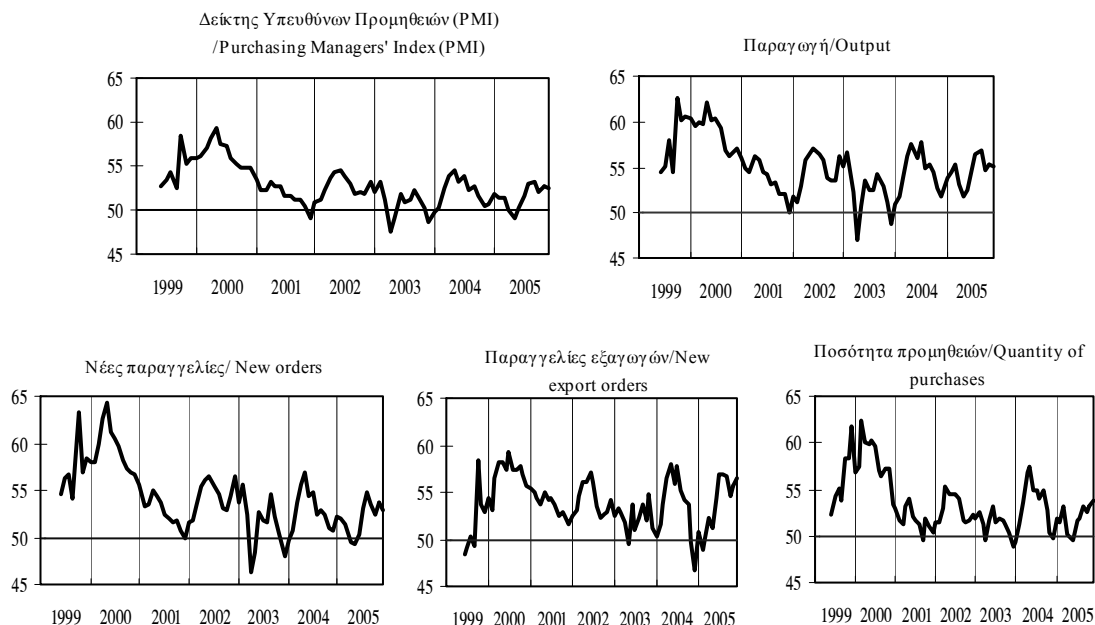 Δείκτης Υπευθύνων Προμηθειών (PMI)
/Purchasing Managers' Index (PMI)
65
60
55
50
45
1999 2000 2001 2002 2003 2004 2005
Παραγωγή/Output
65
60
55
50
45
1999 2000 2001 2002 2003 2004 2005
Νέες παραγγελίες/ New orders
65
60
55
50
45
1999 2000 2001 2002 2003 2004 2005
Παραγγελίες εξαγωγών/New
export orders
65
60
55
50
45
1999 2000 2001 2002 2003 2004 2005
Ποσότητα προμηθειών/Quantity of
purchases
65
60
55
50
45
1999 2000 2001 2002 2003 2004 2005